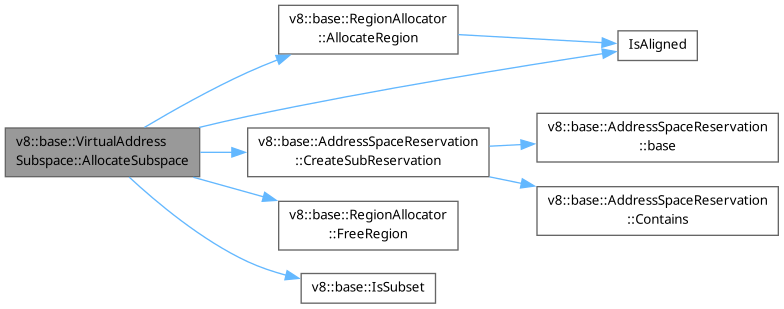 v8::base::RegionAllocator
::AllocateRegion
IsAligned
v8::base::VirtualAddress
Subspace::AllocateSubspace
v8::base::AddressSpaceReservation
::CreateSubReservation
v8::base::AddressSpaceReservation
::base
v8::base::AddressSpaceReservation
::Contains
v8::base::RegionAllocator
::FreeRegion
v8::base::IsSubset